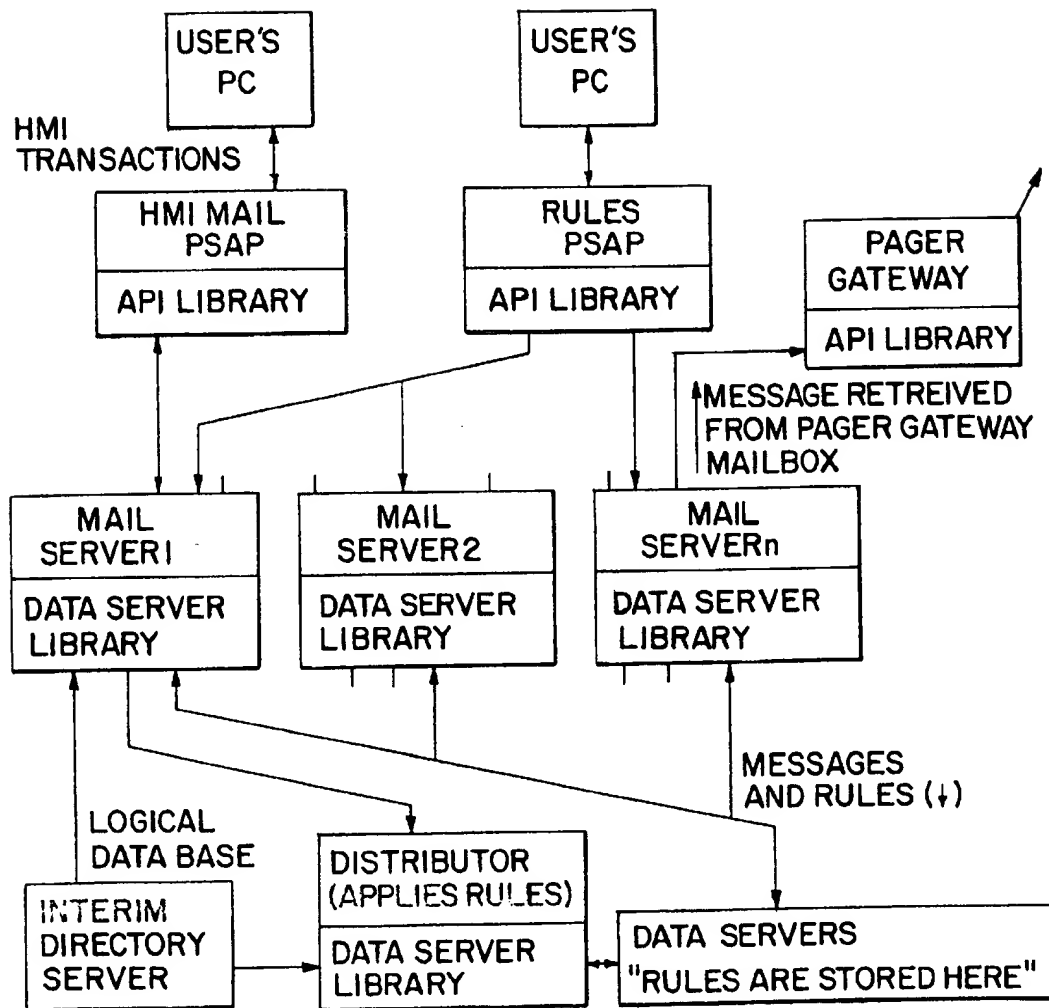 USER'S
PC
USER'S
PC
HMI
TRANSACTIONS
HMI MAIL
PSAP
API LIBRARY
RULES
PSAP
API LIBRARY
PAGER
GATEWAY
API LIBRARY
MESSAGE RETREIVED
FROM PAGER GATEWAY
MAILBOX
MAIL
SERVER1
DATA SERVER
LIBRARY
MAIL
SERVER2
DATA SERVER
LIBRARY
MAIL
SERVERn
DATA SERVER
LIBRARY
MESSAGES
AND RULES (↓)
LOGICAL
DATA BASE
INTERIM
DIRECTORY
SERVER
DISTRIBUTOR
(APPLIES RULES)
DATA SERVER
LIBRARY
DATA SERVERS
"RULES ARE STORED HERE"